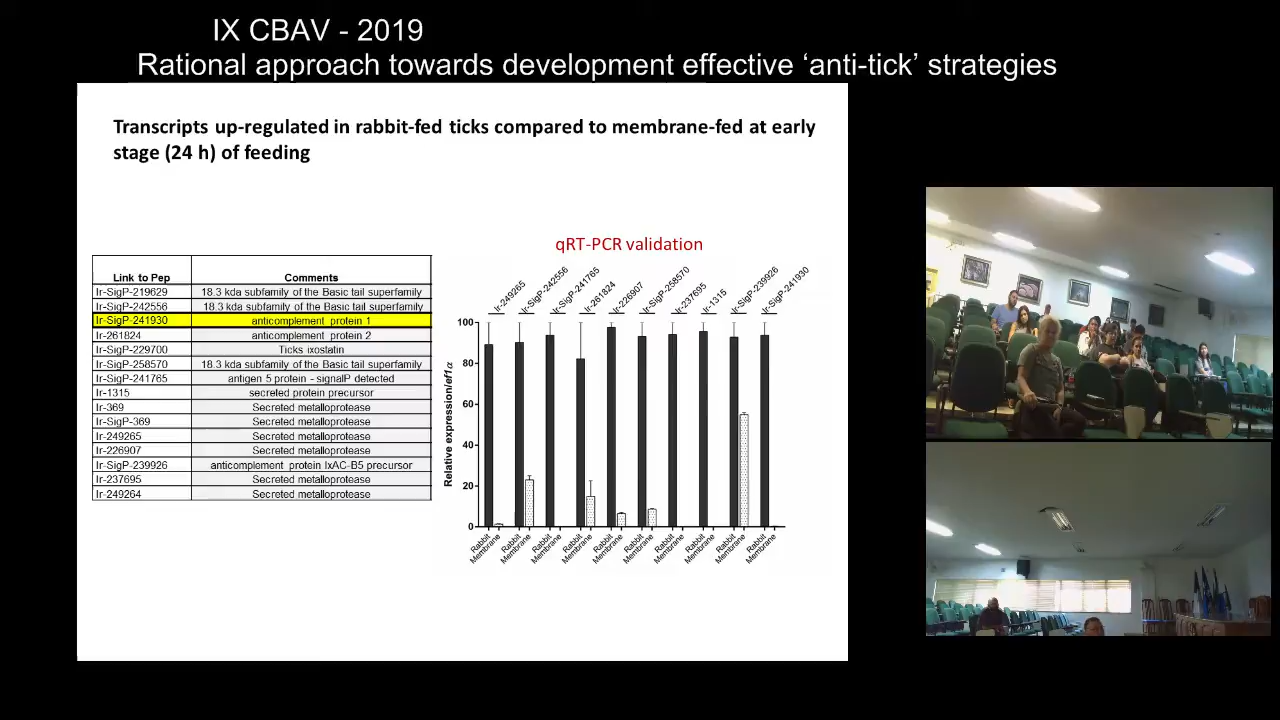 IX CBAV - 2019
Rational approach towards development effective ‘anti-tick’ strategies
Transcripts up-regulated in rabbit-fed ticks compared to membrane-fed at early
stage (24 h) of feeding
Link to Pep Comments
Ir-SigP-219629 18.3 kda subfamily of the Basic tail superfamily
Ir-SigP-242556 18.3 kda subfamily of the Basic tail superfamily
Ir-SigP-241930 anticomplement protein 1
Ir-261824 anticomplement protein 2
Ir-SigP-229700 Ticks ixostatin
Ir-SigP-258570 18.3 kda subfamily of the Basic tail superfamily
Ir-SigP-241765 antigen 5 protein - signalP detected
Ir-1315 secreted protein precursor
Ir-369 Secreted metalloprotease
Ir-SigP-369 Secreted metalloprotease
Ir-249265 Secreted metalloprotease
Ir-226907 Secreted metalloprotease
Ir-SigP-239926 anticomplement protein IxAC-B5 precursor
Ir-237695 Secreted metalloprotease
Ir-249264 Secreted metalloprotease
qRT-PCR validation
Ir-249265
Ir-SigP-242556
Ir-SigP-241765
Ir-261824
Ir-226907
Ir-SigP-258570
Ir-237695
Ir-1315
Ir-SigP-239926
Ir-SigP-241930
Relative expression/eff α
100
80
60
40
20
0
Rabbit
Membrane
Rabbit
Membrane
Rabbit
Membrane
Rabbit
Membrane
Rabbit
Membrane
Rabbit
Membrane
Rabbit
Membrane
Rabbit
Membrane
Rabbit
Membrane
Rabbit
Membrane